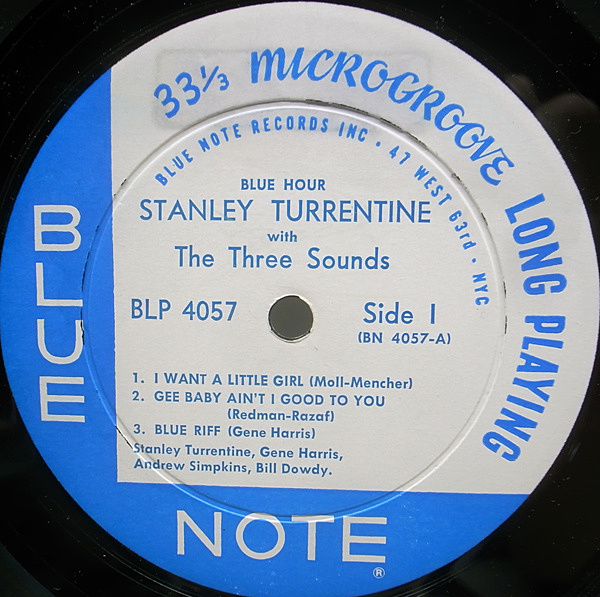 33⅓ MICROGROOVE LONG PLAYING
BLUE NOTE RECORDS INC • 47 WEST 63rd • NYC
BLUE HOUR
STANLEY TURRENTINE
with
The Three Sounds
BLP 4057
Side 1
(BN 4057-A)
1. I WANT A LITTLE GIRL (Moll-Mencher)
2. GEE BABY AIN'T I GOOD TO YOU
(Redman-Razaf)
3. BLUE RIFF (Gene Harris)
Stanley Turrentine, Gene Harris,
Andrew Simpkins, Bill Dowdy.
BLUE
NOTE
®